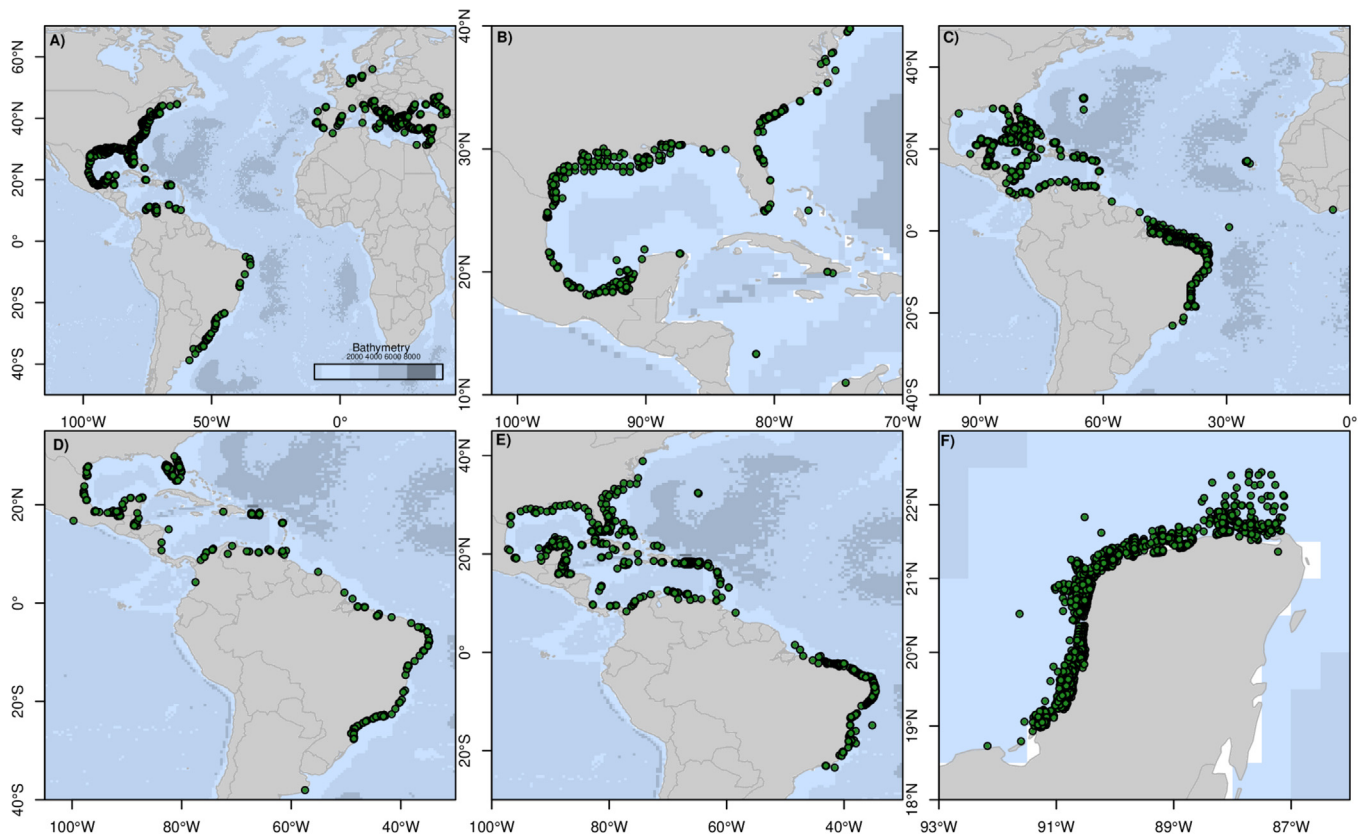 A)
60°N
40°N
20°N
0°
20°S
40°S
100°W
50°W
0°
Bathymetry
2000 4000 6000 8000
B)
40°N
30°N
20°N
10°N
100°W
90°W
80°W
70°W
C)
40°N
20°N
0°
20°S
40°S
90°W
60°W
30°W
0°
D)
20°N
0°
20°S
40°S
100°W
80°W
60°W
40°W
E)
40°N
20°N
0°
20°S
100°W
80°W
60°W
40°W
F)
22°N
21°N
20°N
19°N
18°N
93°W
91°W
89°W
87°W